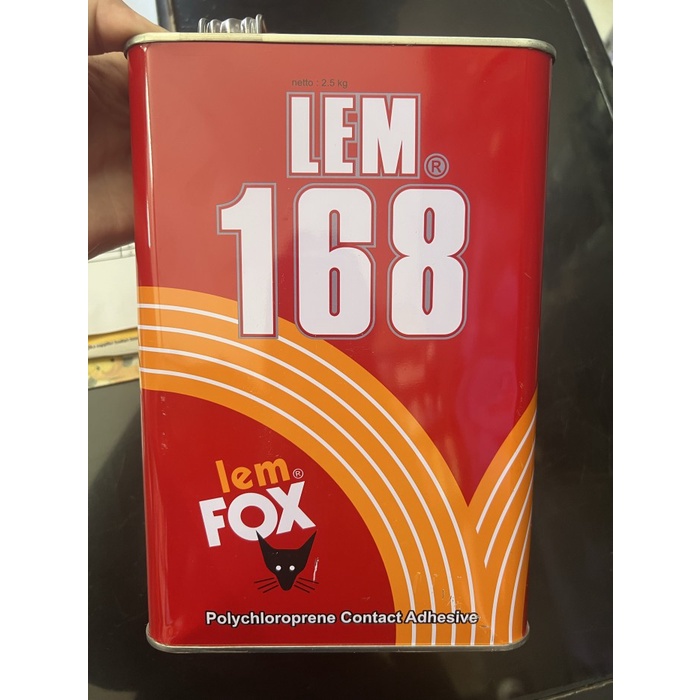 netto : 2.5 kg
LEM®
168
lem®
FOX
Polychloroprene Contact Adhesive